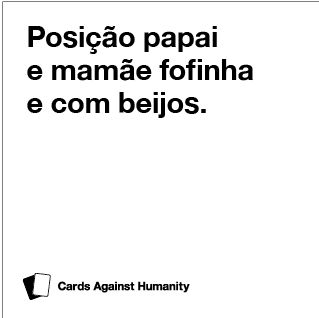 Posição papai
e mamãe fofinha
e com beijos.
Cards Against Humanity